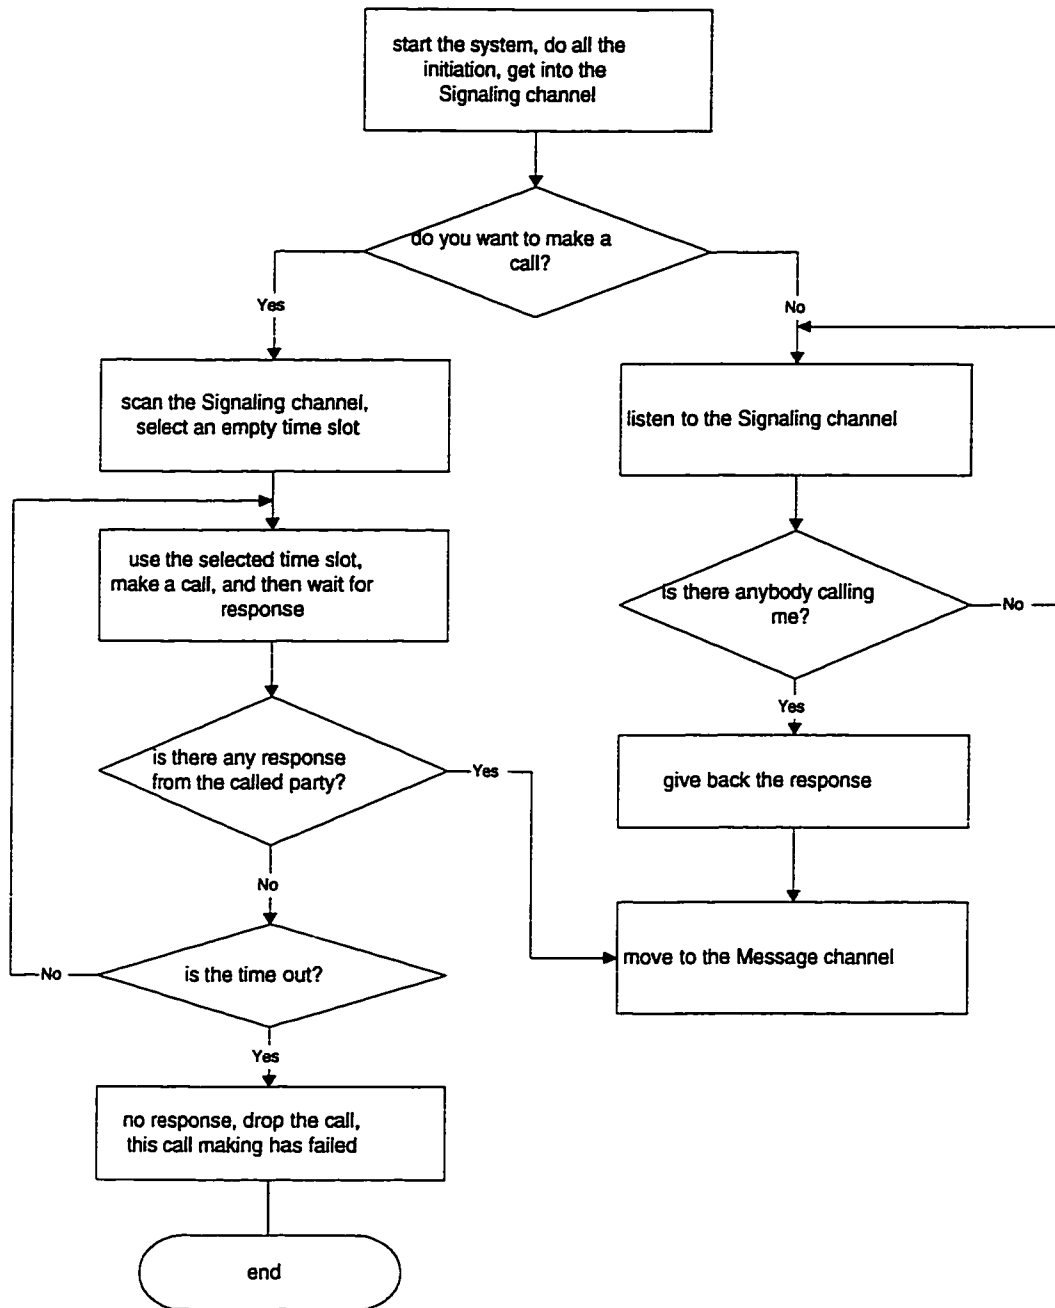 start the system, do all the
initiation, get into the
Signaling channel
do you want to make a
call?
Yes
No
scan the Signaling channel,
select an empty time slot
listen to the Signaling channel
use the selected time slot,
make a call, and then wait for
response
is there anybody calling
me?
No
Yes
is there any response
from the called party?
Yes
give back the response
No
move to the Message channel
is the time out?
No
Yes
no response, drop the call,
this call making has failed
end